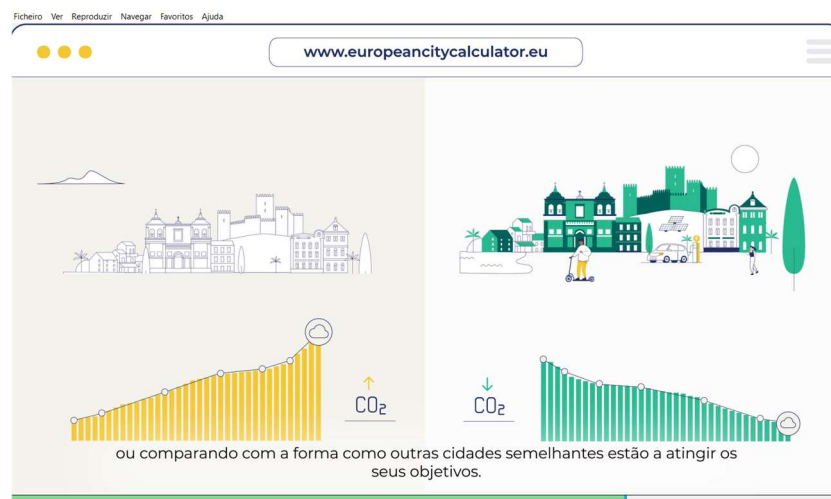 Ficheiro Ver Reproduzir Navegar Favoritos Ajuda
www.europeancitycalculator.eu
CO₂
CO₂
ou comparando com a forma como outras cidades semelhantes estão a atingir os
seus objetivos.